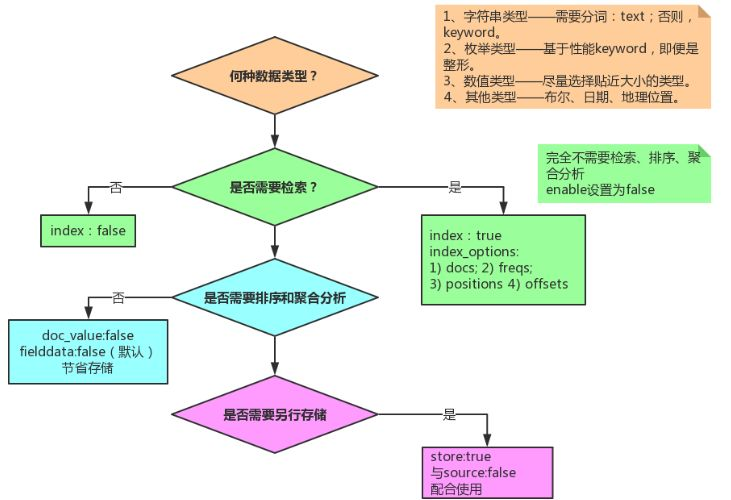 1、字符串类型——需要分词：text；否则，
keyword。
2、枚举类型——基于性能keyword，即便是
整形。
3、数值类型——尽量选择贴近大小的类型。
4、其他类型——布尔、日期、地理位置。
何种数据类型？
完全不需要检索、排序、聚
合分析
enable设置为false
是否需要检索？
否
是
index：false
index：true
index_options:
1) docs; 2) freqs;
3) positions 4) offsets
是否需要排序和聚合分析
否
doc_value:false
fielddata:false（默认）
节省存储
是否需要另行存储
是
store:true
与source:false
配合使用